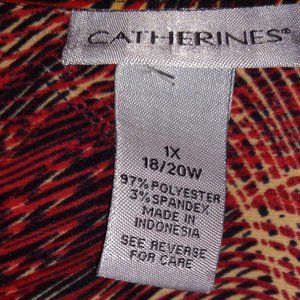 CATHERINES®
1X
18/20W
97% POLYESTER
3% SPANDEX
MADE IN
INDONESIA
SEE REVERSE
FOR CARE